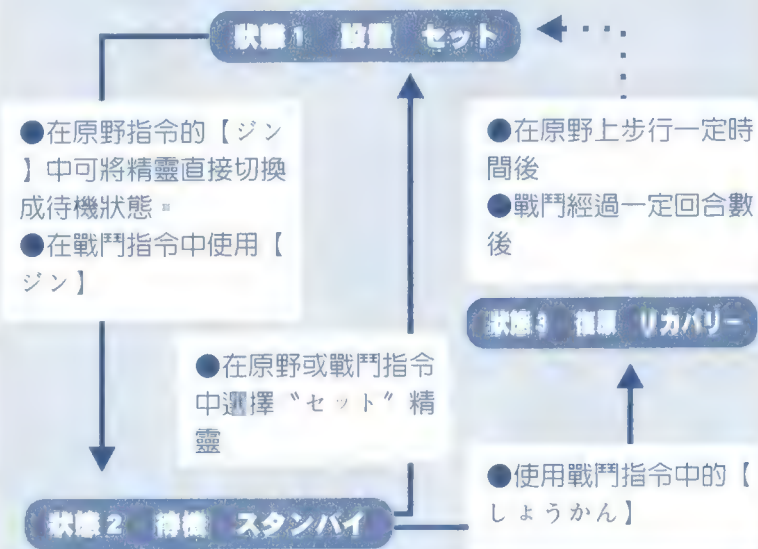 狀態1 設置 セット
●在原野指令的【ジン
】中可將精靈直接切換
成待機狀態。
●在戰鬥指令中使用【
ジン】
●在原野上步行一定時
間後
●戰鬥經過一定回合數
後
狀態3 復原 リカバリー
●在原野或戰鬥指令
中選擇〝セット〞精
靈
●使用戰鬥指令中的【
しょうかん】
狀態2 待機 スタンバイ